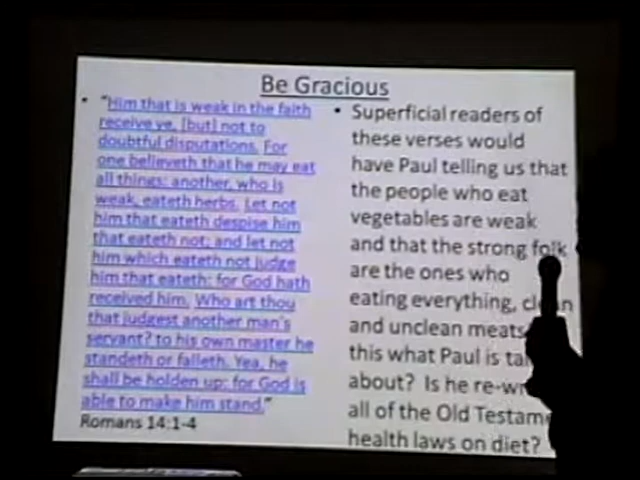 Be Gracious
• "Him that is weak in the faith
receive ye, [but] not to
doubtful disputations. For
one believeth that he may eat
all things: another, who is
weak, eateth herbs. Let not
him that eateth despise him
that eateth not; and let not
him which eateth not judge
him that eateth: for God hath
received him. Who art thou
that judgest another man's
servant? to his own master he
standeth or falleth. Yea, he
shall be holden up: for God is
able to make him stand."
Romans 14:1-4
• Superficial readers of
these verses would
have Paul telling us that
the people who eat
vegetables are weak
and that the strong folk
are the ones who
eating everything,
and unclean meats
this what Paul is
about? Is he
all of the Old
health laws on diet?